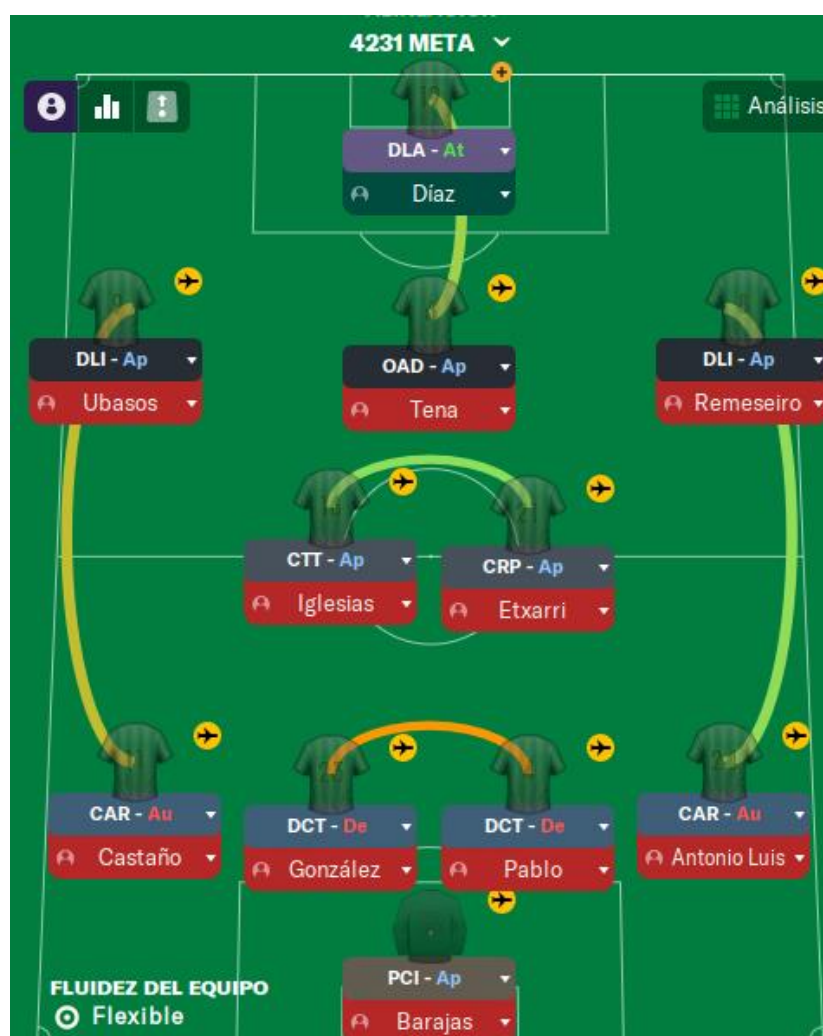 4231 META
Análisis
DLA - At
Díaz
DLI - Ap
Ubasos
OAD - Ap
Tena
DLI - Ap
Remeseiro
CTT - Ap
Iglesias
CRP - Ap
Etxarri
CAR - Au
Castaño
DCT - De
González
DCT - De
Pablo
CAR - Au
Antonio Luis
PCI - Ap
Barajas
FLUIDEZ DEL EQUIPO
Flexible